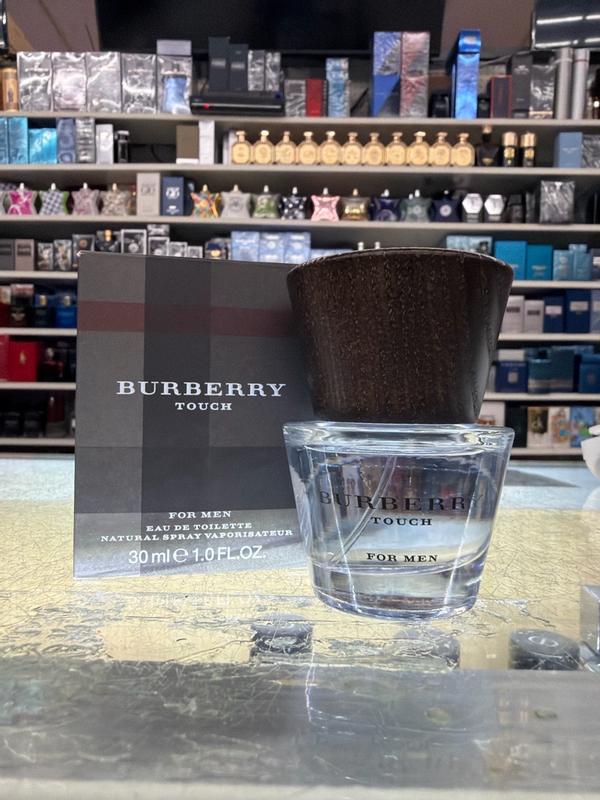 BURBERRY
TOUCH
FOR MEN
EAU DE TOILETTE
NATURAL SPRAY VAPORISATEUR
30 ml e 1.0 FL.OZ.
BURBERRY
TOUCH
FOR MEN